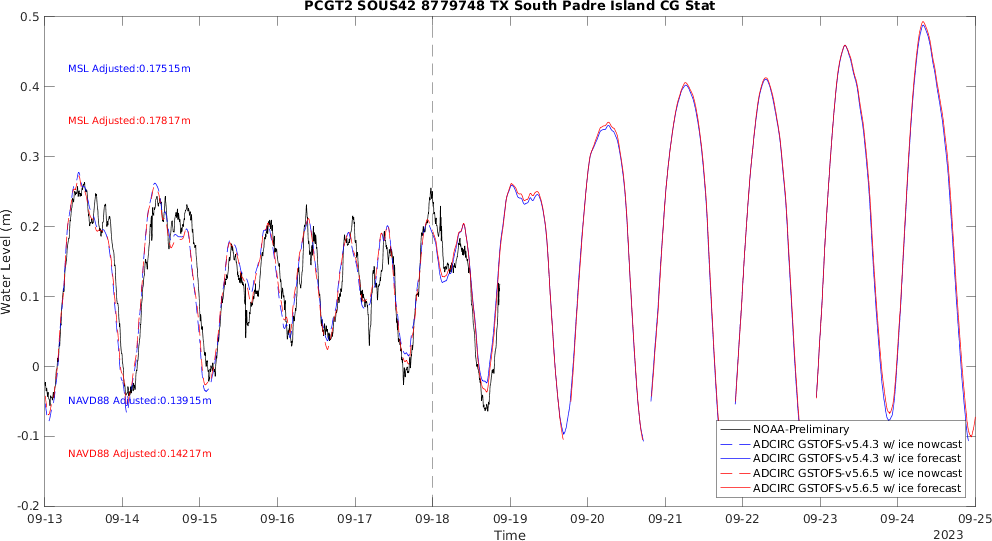 PCGT2 SOUS42 8779748 TX South Padre Island CG Stat
0.5
0.4
0.3
0.2
0.1
0
-0.1
-0.2
Water Level (m)
MSL Adjusted:0.17515m
MSL Adjusted:0.17817m
NAVD88 Adjusted:0.13915m
NAVD88 Adjusted:0.14217m
NOAA-Preliminary
ADCIRC GSTOFS-v5.4.3 w/ ice nowcast
ADCIRC GSTOFS-v5.4.3 w/ ice forecast
ADCIRC GSTOFS-v5.6.5 w/ ice nowcast
ADCIRC GSTOFS-v5.6.5 w/ ice forecast
09-13 09-14 09-15 09-16 09-17 09-18 09-19 09-20 09-21 09-22 09-23 09-24 09-25
Time
2023